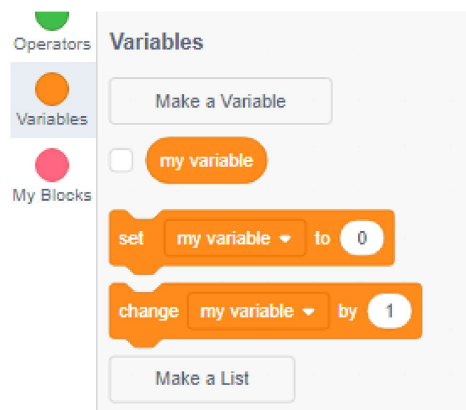 Operators
Variables
My Blocks
Variables
Make a Variable
my variable
set my variable to 0
change my variable by 1
Make a List